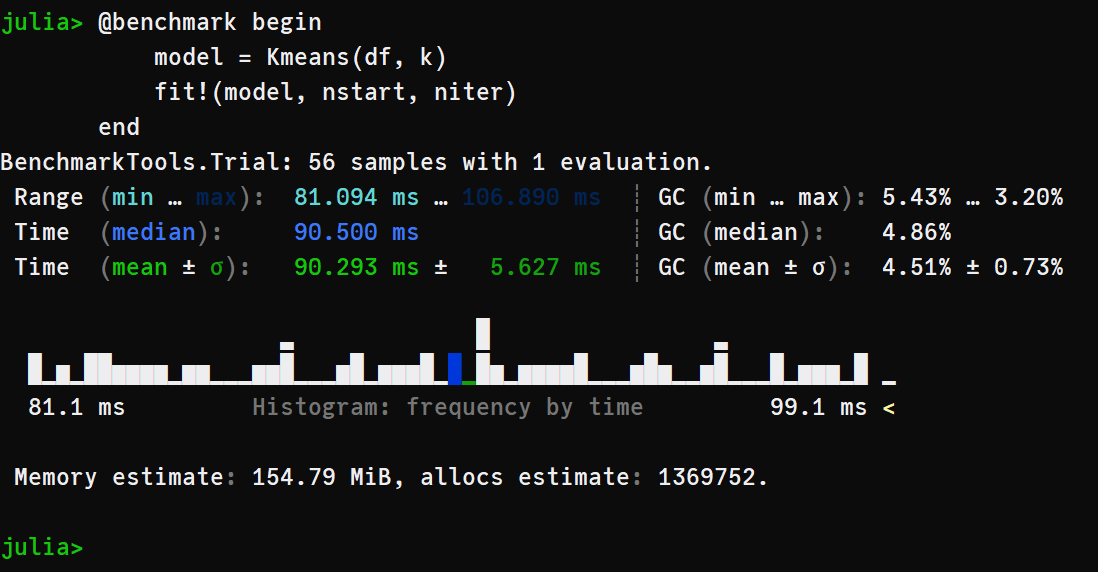 julia> @benchmark begin
model = Kmeans(df, k)
fit!(model, nstart, niter)
end
BenchmarkTools.Trial: 56 samples with 1 evaluation.
Range (min … max): 81.094 ms … 106.890 ms ┊ GC (min … max): 5.43% … 3.20%
Time (median): 90.500 ms ┊ GC (median): 4.86%
Time (mean ± σ): 90.293 ms ± 5.627 ms ┊ GC (mean ± σ): 4.51% ± 0.73%
81.1 ms Histogram: frequency by time 99.1 ms <
Memory estimate: 154.79 MiB, allocs estimate: 1369752.
julia>